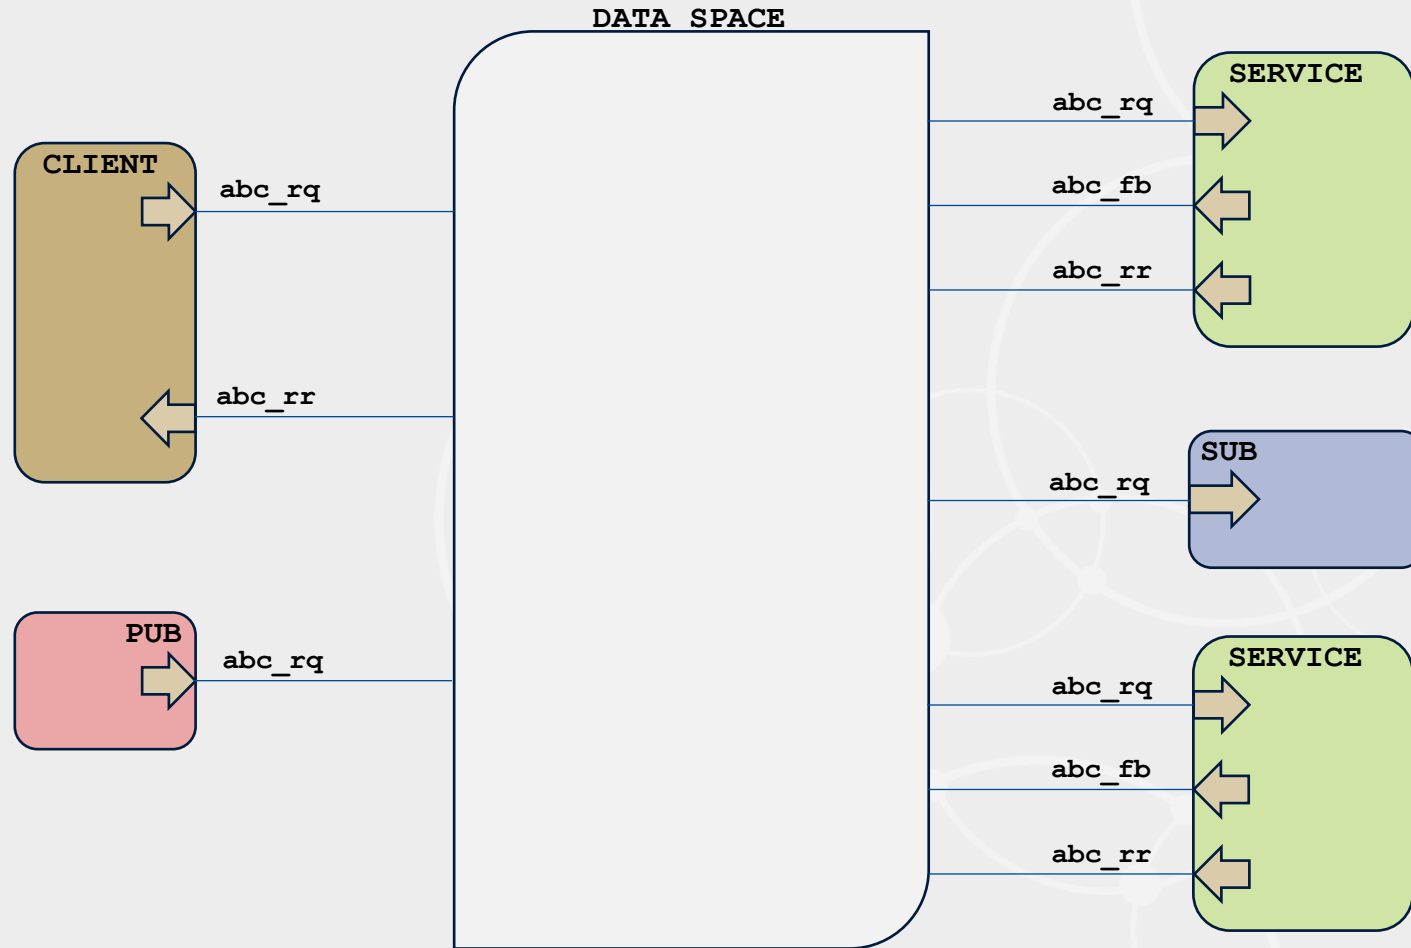 DATA SPACE
CLIENT
abc_rq
abc_rr
PUB
abc_rq
abc_rq
abc_fb
abc_rr
SERVICE
abc_rq
SUB
abc_rq
abc_fb
abc_rr
SERVICE